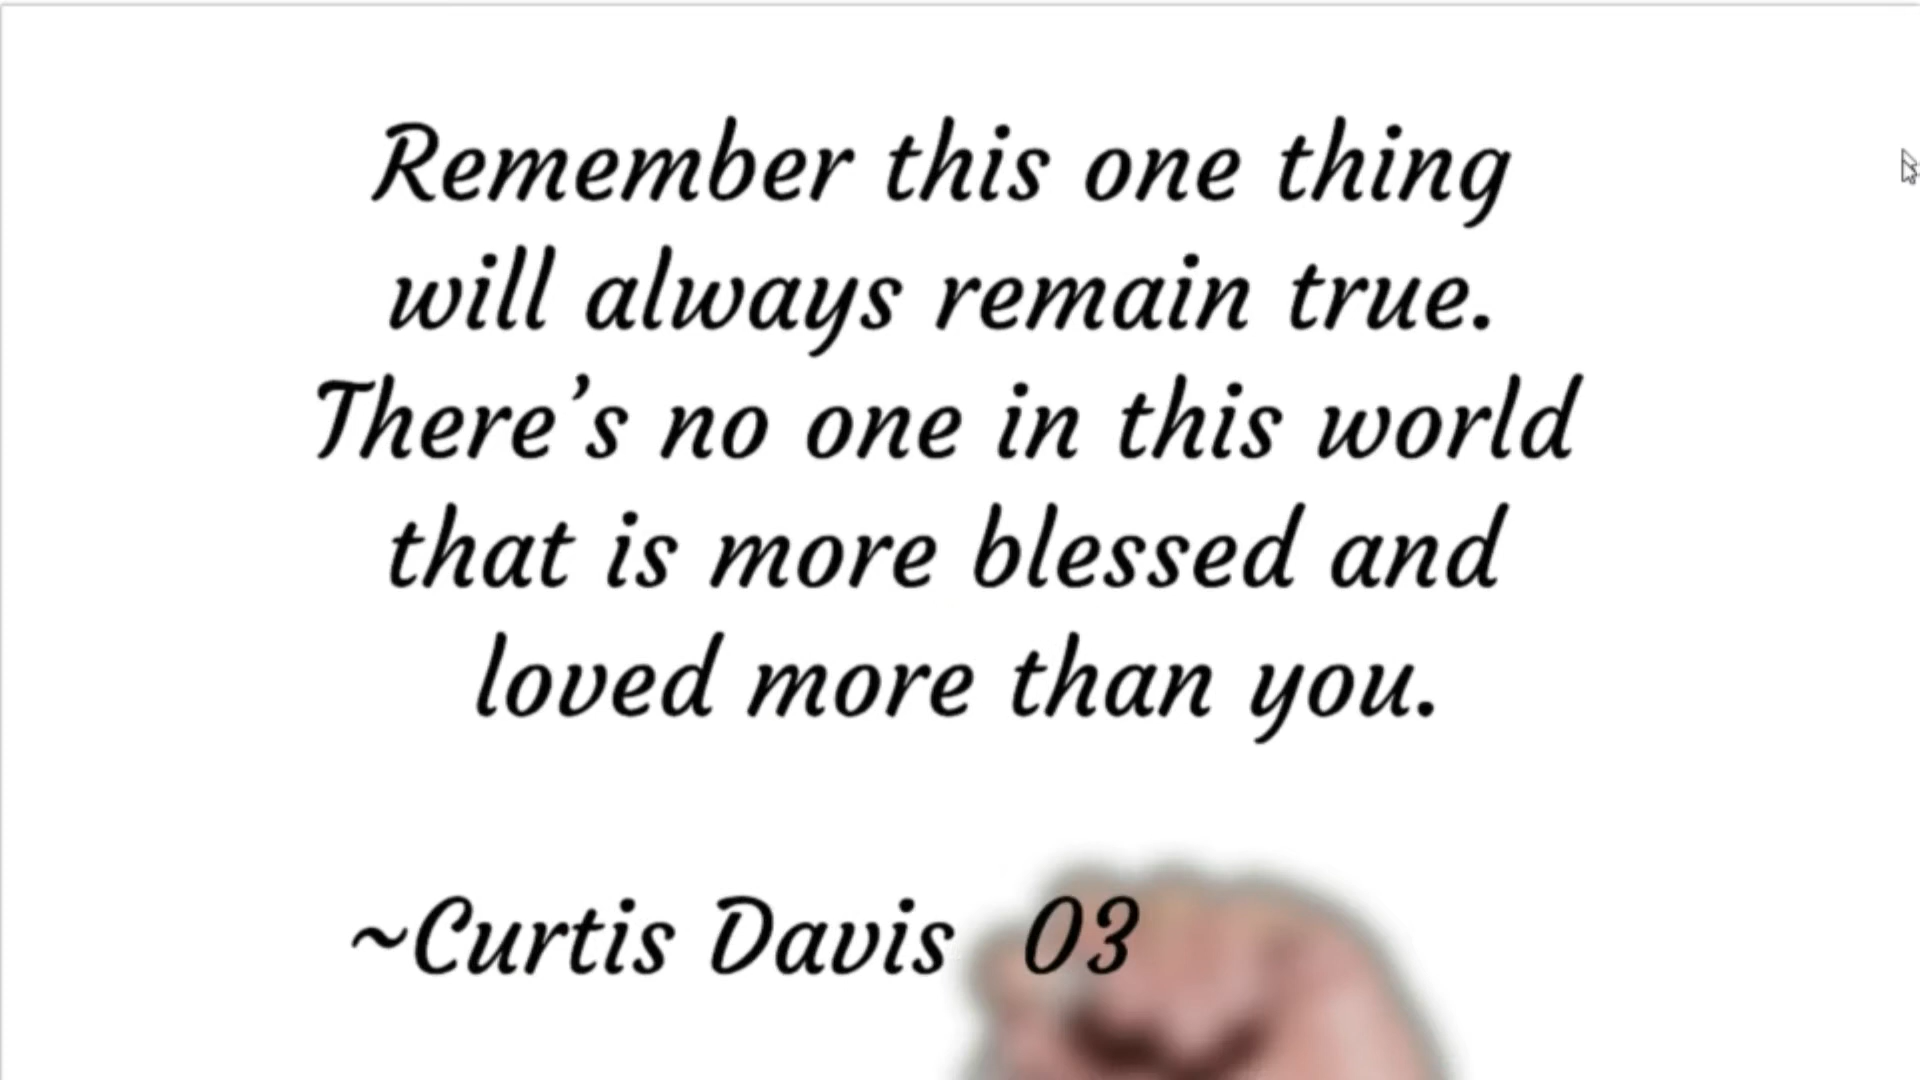 Remember this one thing
will always remain true.
There’s no one in this world
that is more blessed and
loved more than you.
~Curtis Davis 03